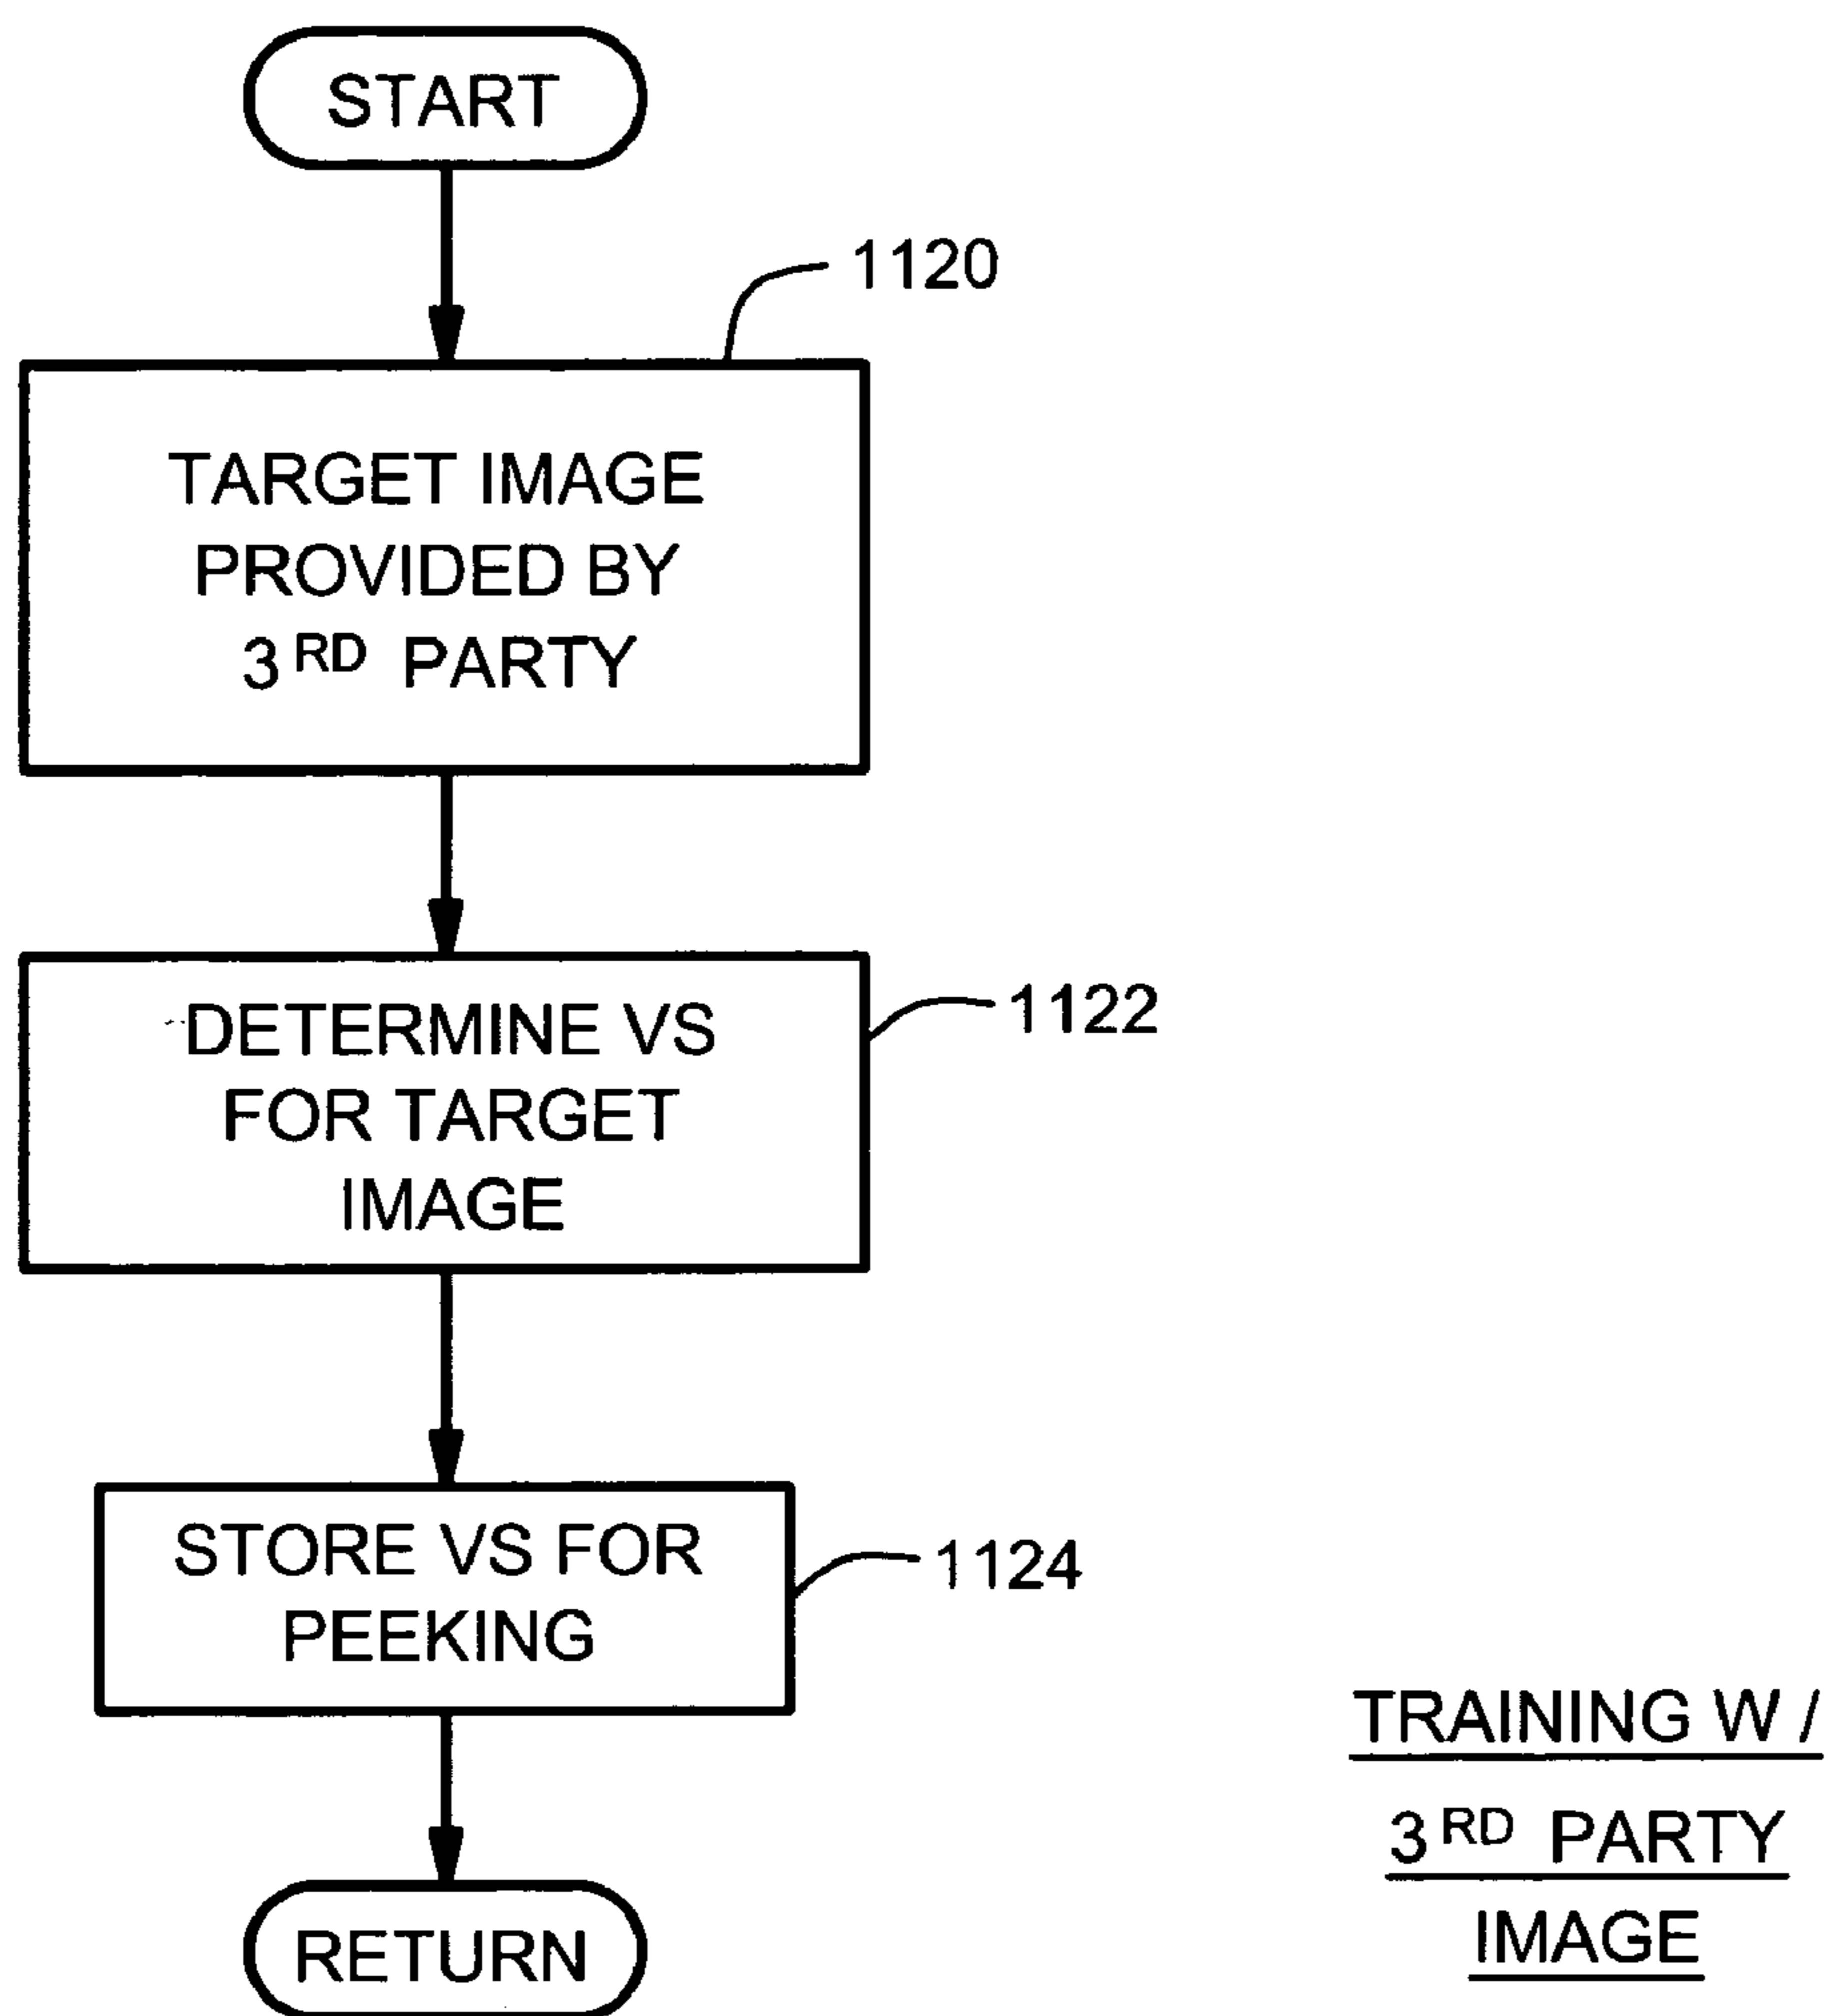 START
1120
TARGET IMAGE
PROVIDED BY
3RD PARTY
DETERMINE VS
FOR TARGET
IMAGE
1122
STORE VS FOR
PEEKING
1124
RETURN
TRAINING W /
3RD PARTY
IMAGE